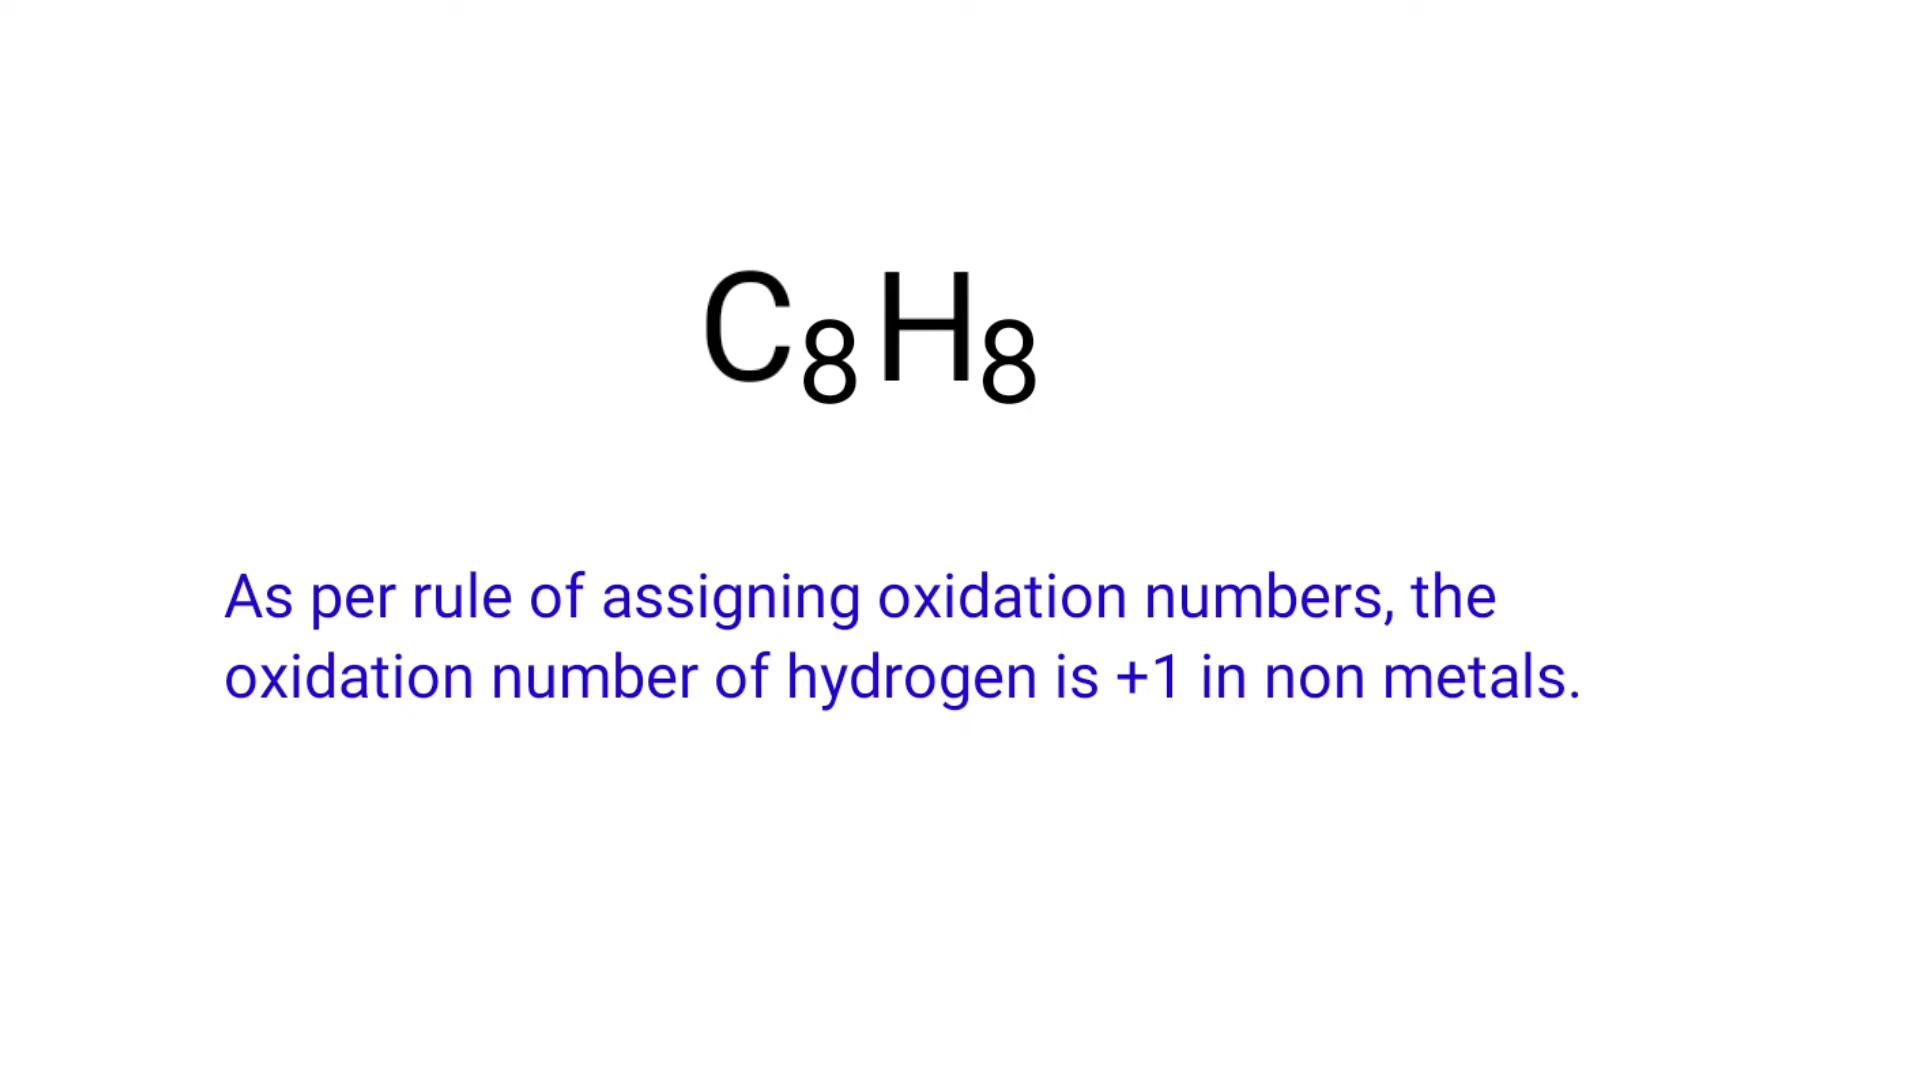 C₈H₈
As per rule of assigning oxidation numbers, the
oxidation number of hydrogen is +1 in non metals.